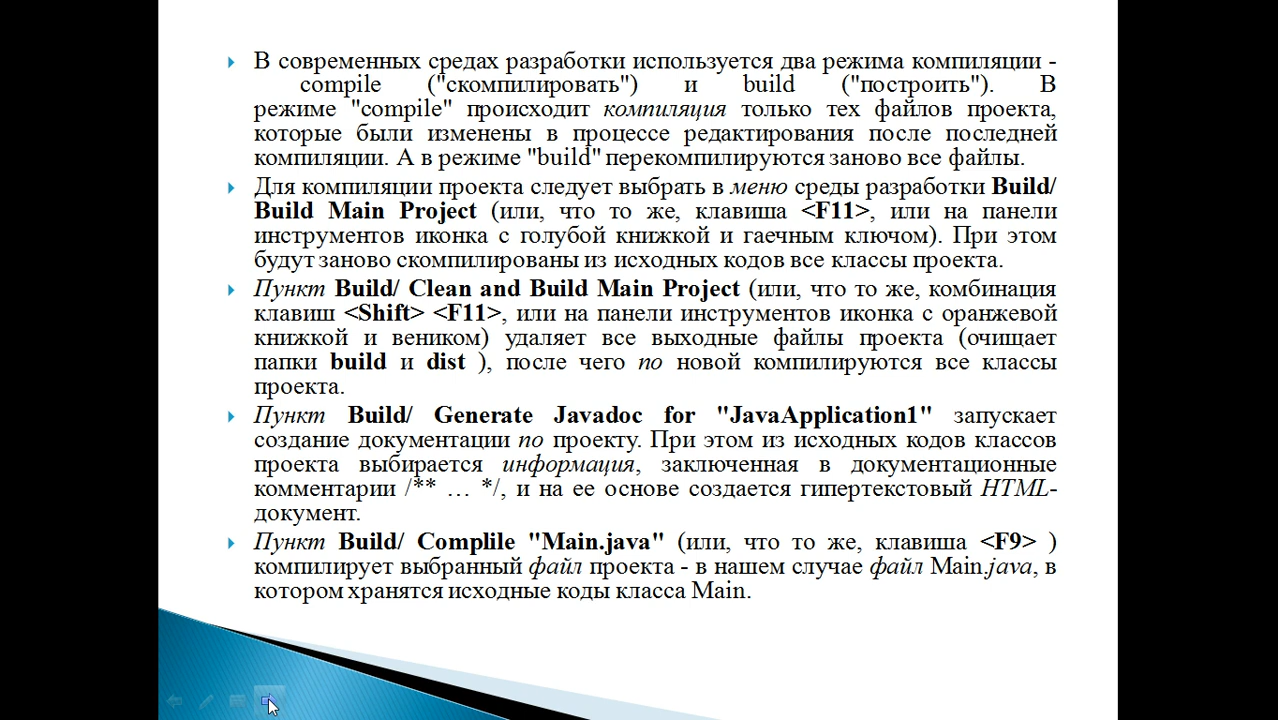 В современных средах разработки используется два режима компиляции -
compile ("скомпилировать") и build ("построить"). В
режиме "compile" происходит компиляция только тех файлов проекта,
которые были изменены в процессе редактирования после последней
компиляции. А в режиме "build" перекомпилируются заново все файлы.
Для компиляции проекта следует выбрать в меню среды разработки Build/
Build Main Project (или, что то же, клавиша <F11>, или на панели
инструментов иконка с голубой книжкой и гаечным ключом). При этом
будут заново скомпилированы из исходных кодов все классы проекта.
Пункт Build/ Clean and Build Main Project (или, что то же, комбинация
клавиш <Shift> <F11>, или на панели инструментов иконка с оранжевой
книжкой и веником) удаляет все выходные файлы проекта (очищает
папки build и dist ), после чего по новой компилируются все классы
проекта.
Пункт Build/ Generate Javadoc for "JavaApplication1" запускает
создание документации по проекту. При этом из исходных кодов классов
проекта выбирается информация, заключенная в документационные
комментарии /** … */, и на ее основе создается гипертекстовый HTML-
документ.
Пункт Build/ Complile "Main.java" (или, что то же, клавиша <F9> )
компилирует выбранный файл проекта - в нашем случае файл Main.java, в
котором хранятся исходные коды класса Main.